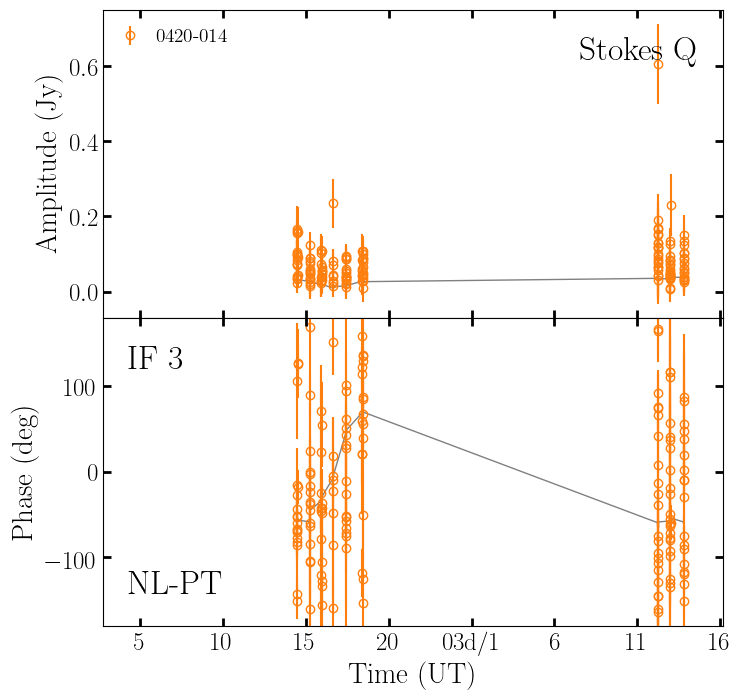 0420-014
Stokes Q
Amplitude (Jy)
0.6
0.4
0.2
0.0
IF 3
NL-PT
Phase (deg)
100
0
−100
5 10 15 20 03d/1 6 11 16
Time (UT)